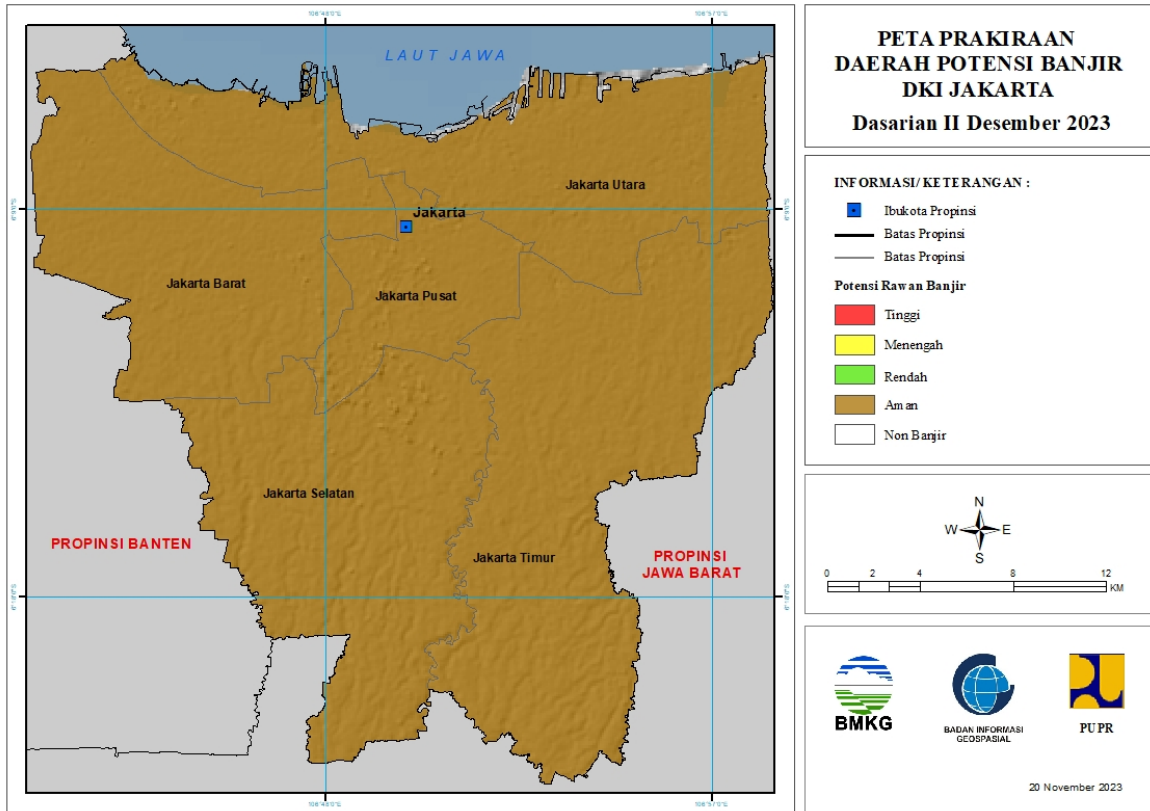 PETA PRAKIRAAN
DAERAH POTENSI BANJIR
DKI JAKARTA
Dasarian II Desember 2023
106°48'0"E
LAUT JAWA
Jakarta Utara
Jakarta
Jakarta Barat
Jakarta Pusat
Jakarta Selatan
Jakarta Timur
PROPINSI BANTEN
PROPINSI
JAWA BARAT
INFORMASI/KETERANGAN :
Ibukota Propinsi
Batas Propinsi
Batas Propinsi
Potensi Rawan Banjir
Tinggi
Menengah
Rendah
Aman
Non Banjir
N
W E
S
0 2 4 8 12
KM
BMKG
BADAN INFORMASI
GEOSPASIAL
PUPR
20 November 2023